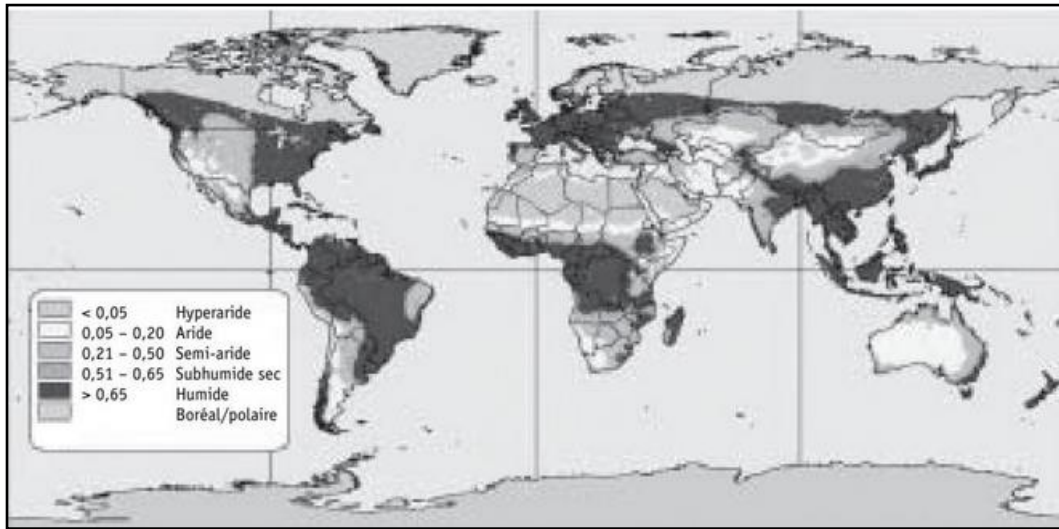 < 0,05 Hyperaride
0,05 – 0,20 Aride
0,21 – 0,50 Semi-aride
0,51 – 0,65 Subhumide sec
> 0,65 Humide
Boréal/polaire